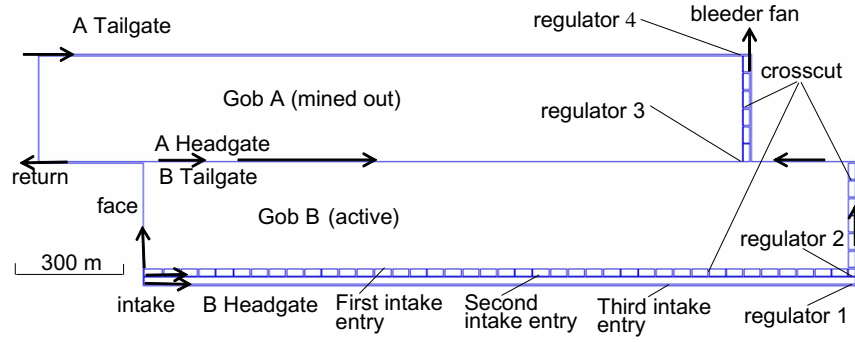 A Tailgate
regulator 4
bleeder fan
crosscut
Gob A (mined out)
regulator 3
A Headgate
B Tailgate
return
face
Gob B (active)
regulator 2
300 m
intake
B Headgate
First intake
entry
Second
intake entry
Third intake
entry
regulator 1